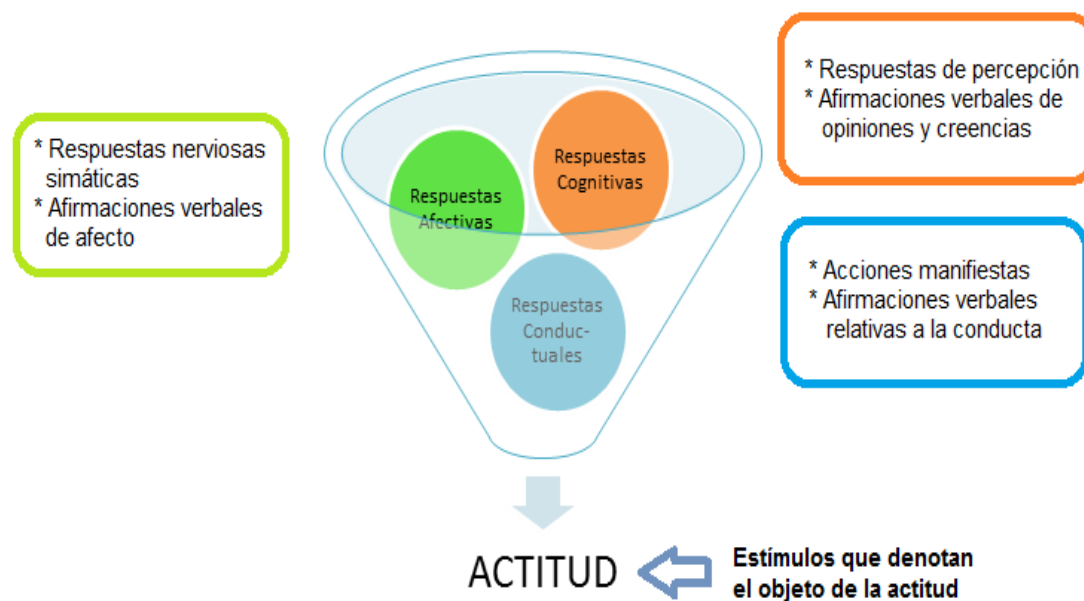 * Respuestas nerviosas
simáticas
* Afirmaciones verbales
de afecto
Respuestas
Afectivas
Respuestas
Cognitivas
Respuestas
Conduc-
tuales
* Respuestas de percepción
* Afirmaciones verbales de
opiniones y creencias
* Acciones manifiestas
* Afirmaciones verbales
relativas a la conducta
ACTITUD
Estímulos que denotan
el objeto de la actitud